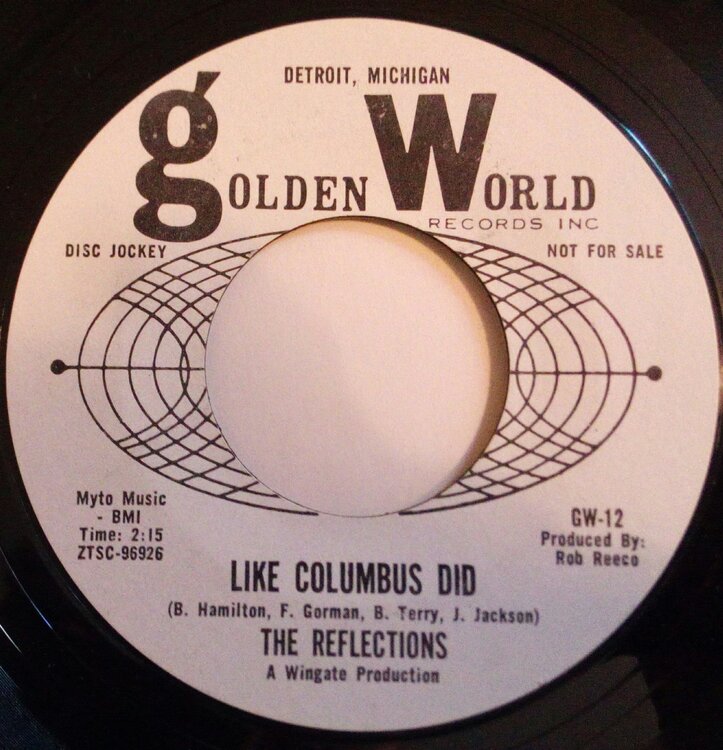 DETROIT, MICHIGAN
gOLDEN WORLD
RECORDS INC
DISC JOCKEY
NOT FOR SALE
Myto Music
- BMI
Time: 2:15
ZTSC-96926
GW-12
Produced By:
Rob Reeco
LIKE COLUMBUS DID
(B. Hamilton, F. Gorman, B. Terry, J. Jackson)
THE REFLECTIONS
A Wingate Production